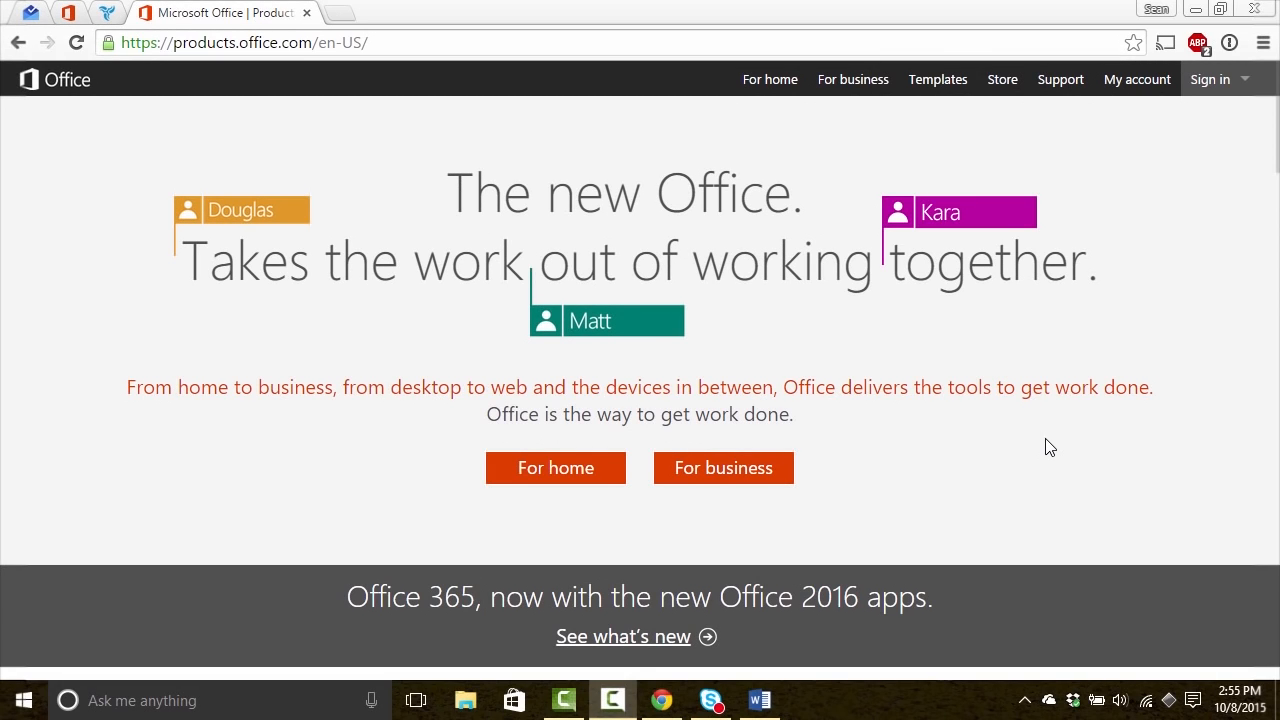 Microsoft Office | Product
Scan
https://products.office.com/en-US/
ABP
2
Office
For home
For business
Templates
Store
Support
My account
Sign in
The new Office.
Douglas
Kara
Takes the work out of working together.
Matt
From home to business, from desktop to web and the devices in between, Office delivers the tools to get work done.
Office is the way to get work done.
For home
For business
Office 365, now with the new Office 2016 apps.
See what's new
Ask me anything
2:55 PM
10/8/2015